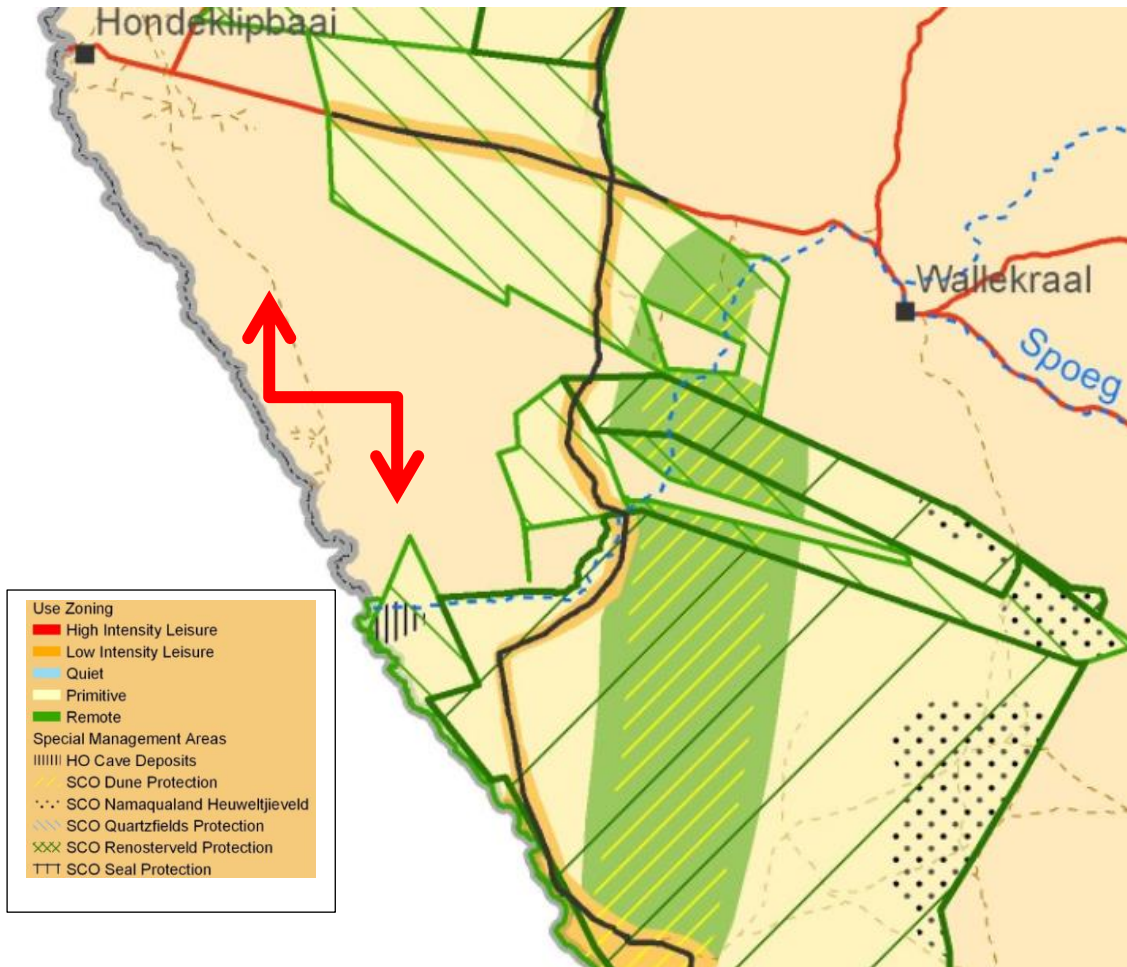 Hondeklipbaai
Wallekraal
Spoeg
Use Zoning
High Intensity Leisure
Low Intensity Leisure
Quiet
Primitive
Remote
Special Management Areas
HO Cave Deposits
SCO Dune Protection
SCO Namaqualand Heuweltjieveld
SCO Quartzfields Protection
SCO Renosterveld Protection
SCO Seal Protection